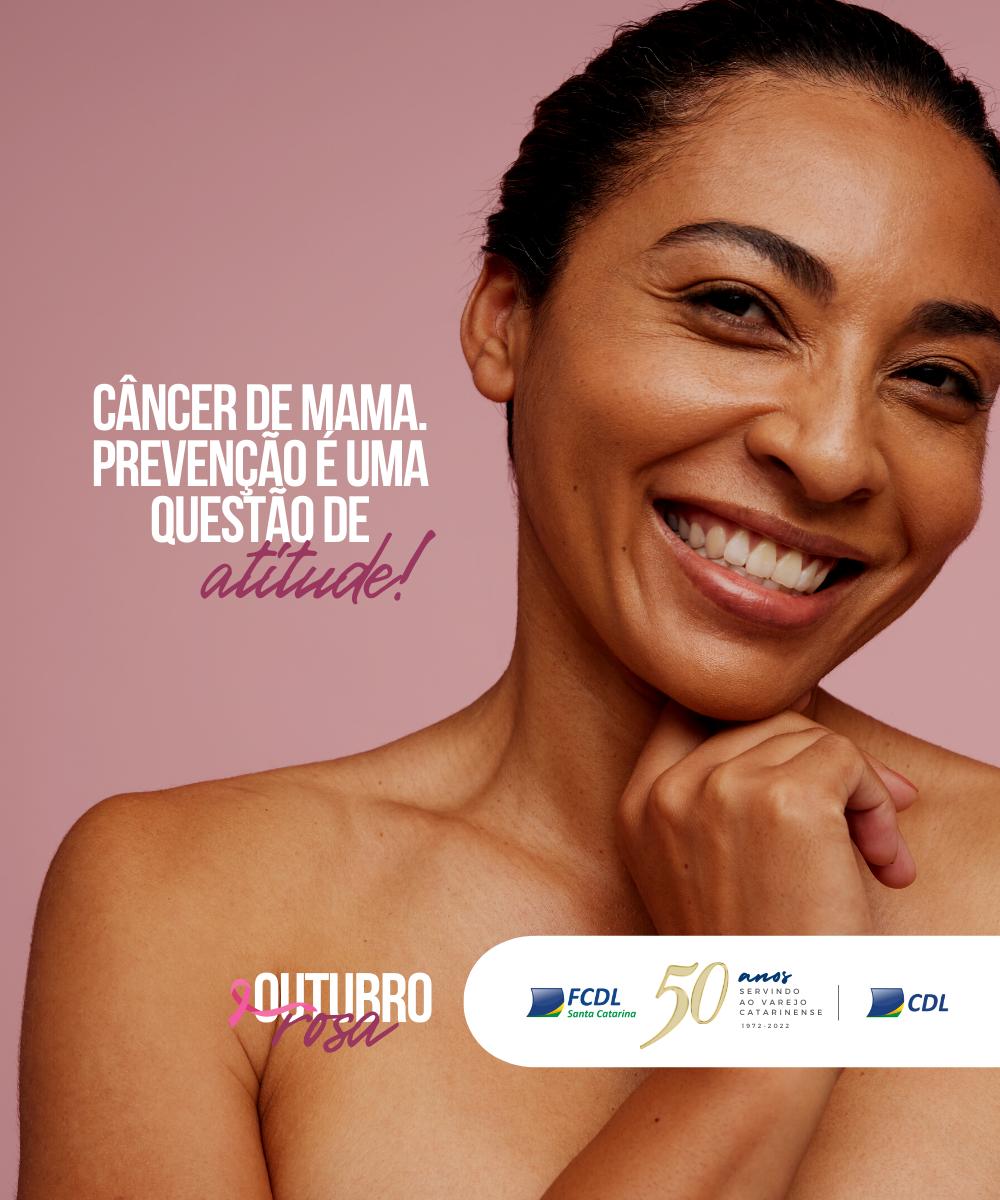 CÂNCER DE MAMA.
PREVENÇÃO É UMA
QUESTÃO DE
atitude!
OUTUBRO
rosa
FCDL
Santa Catarina
50
anos
SERVINDO
AO VAREJO
CATARINENSE
1972-2022
CDL